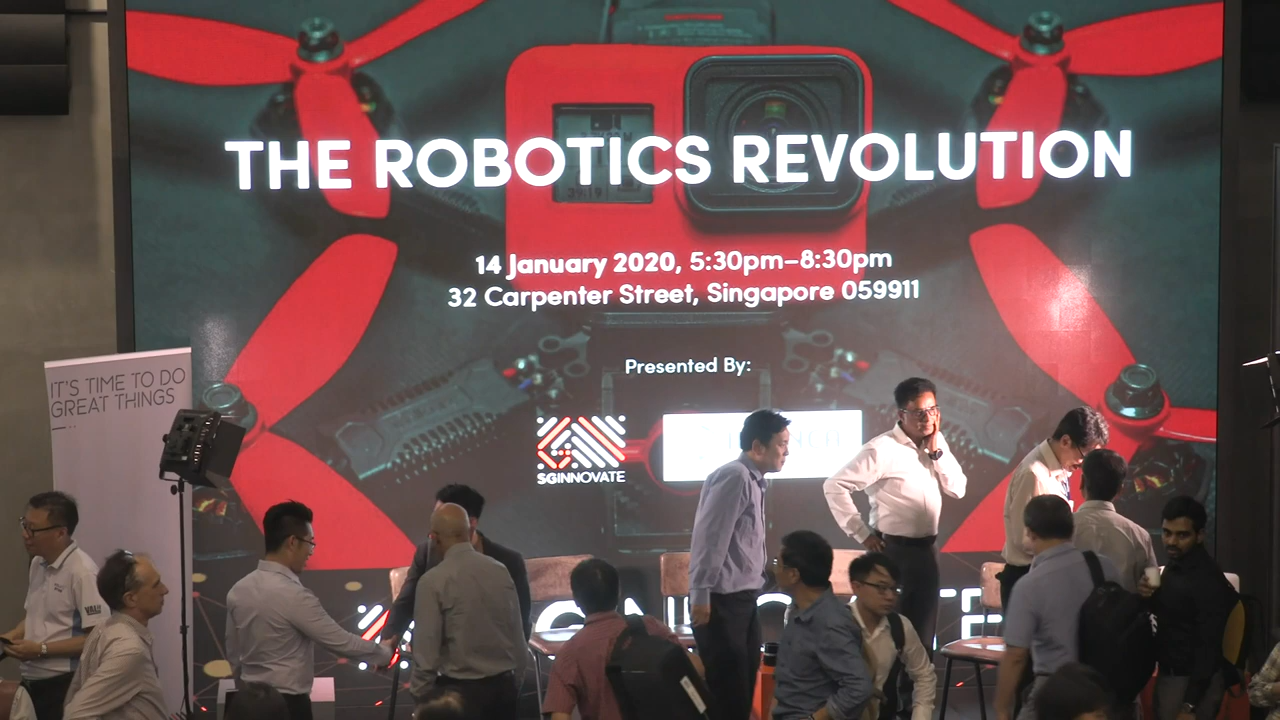 THE ROBOTICS REVOLUTION
14 January 2020, 5:30pm–8:30pm
32 Carpenter Street, Singapore 059911
Presented By:
SGINNOVATE
IT'S TIME TO DO
GREAT THINGS